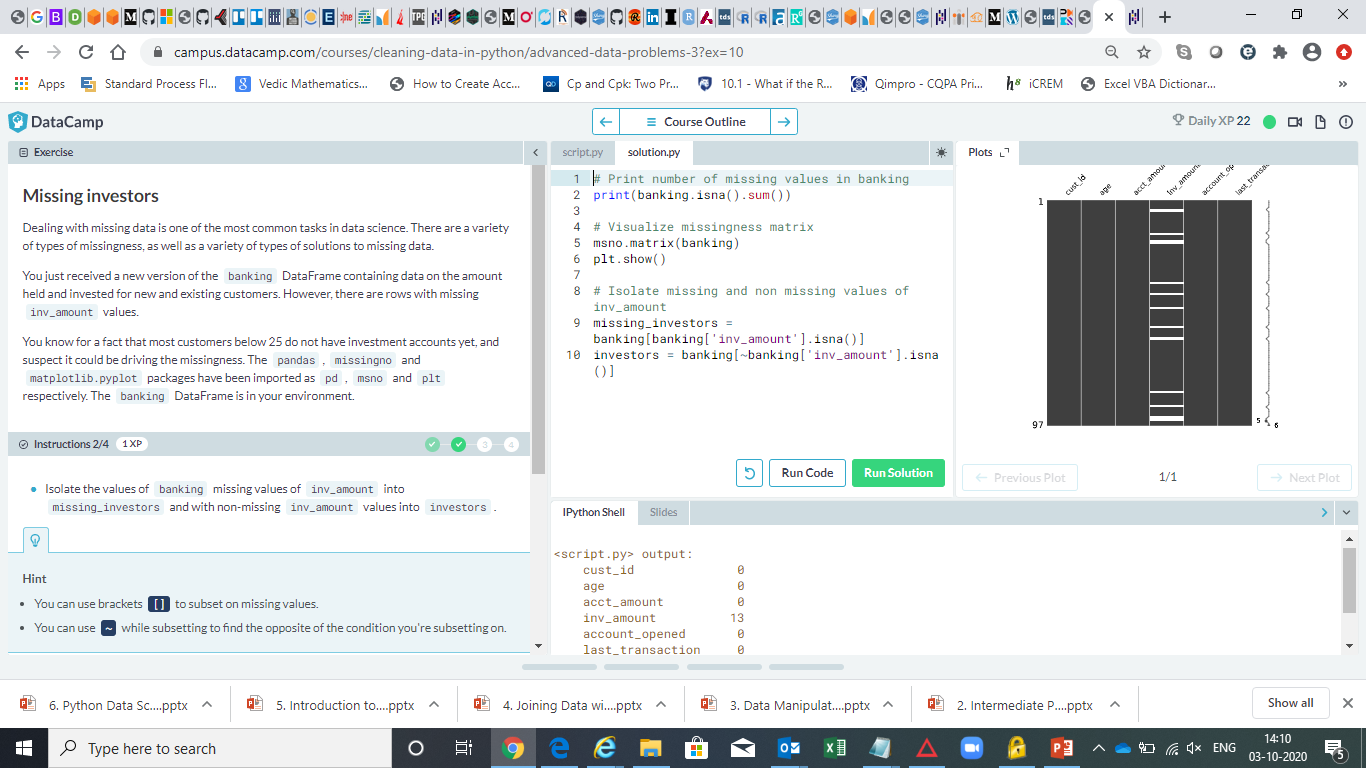 campus.datacamp.com/courses/cleaning-data-in-python/advanced-data-problems-3?ex=10
Apps
Standard Process Fl...
Vedic Mathematics...
How to Create Acc...
Cp and Cpk: Two Pr...
10.1 - What if the R...
Qimpro - CQPA Pri...
iCREM
Excel VBA Dictionar...
»
DataCamp
Course Outline
Daily XP 22
Exercise
script.py
solution.py
Plots
Missing investors
Dealing with missing data is one of the most common tasks in data science. There are a variety
of types of missingness, as well as a variety of types of solutions to missing data.
You just received a new version of the banking DataFrame containing data on the amount
held and invested for new and existing customers. However, there are rows with missing
inv_amount values.
You know for a fact that most customers below 25 do not have investment accounts yet, and
suspect it could be driving the missingness. The pandas , missingno and
matplotlib.pyplot packages have been imported as pd , msno and plt
respectively. The banking DataFrame is in your environment.
Instructions 2/4 1 XP
3 4
Isolate the values of banking missing values of inv_amount into
missing_investors and with non-missing inv_amount values into investors .
Hint
You can use brackets [] to subset on missing values.
You can use ~ while subsetting to find the opposite of the condition you're subsetting on.
1 # Print number of missing values in banking
2 print(banking.isna().sum())
3
4 # Visualize missingness matrix
5 msno.matrix(banking)
6 plt.show()
7
8 # Isolate missing and non missing values of
inv_amount
9 missing_investors =
banking[banking['inv_amount'].isna()]
10 investors = banking[~banking['inv_amount'].isna
()]
Run Code
Run Solution
cust_id
age
1
97
5
6
Previous Plot
1/1
Next Plot
IPython Shell
Slides
<script.py> output:
cust_id 0
age 0
acct_amount 0
inv_amount 13
account_opened 0
last_transaction 0
6. Python Data Sc....pptx
5. Introduction to....pptx
4. Joining Data wi....pptx
3. Data Manipulat....pptx
2. Intermediate P....pptx
Show all
Type here to search
ENG
14:10
03-10-2020
5